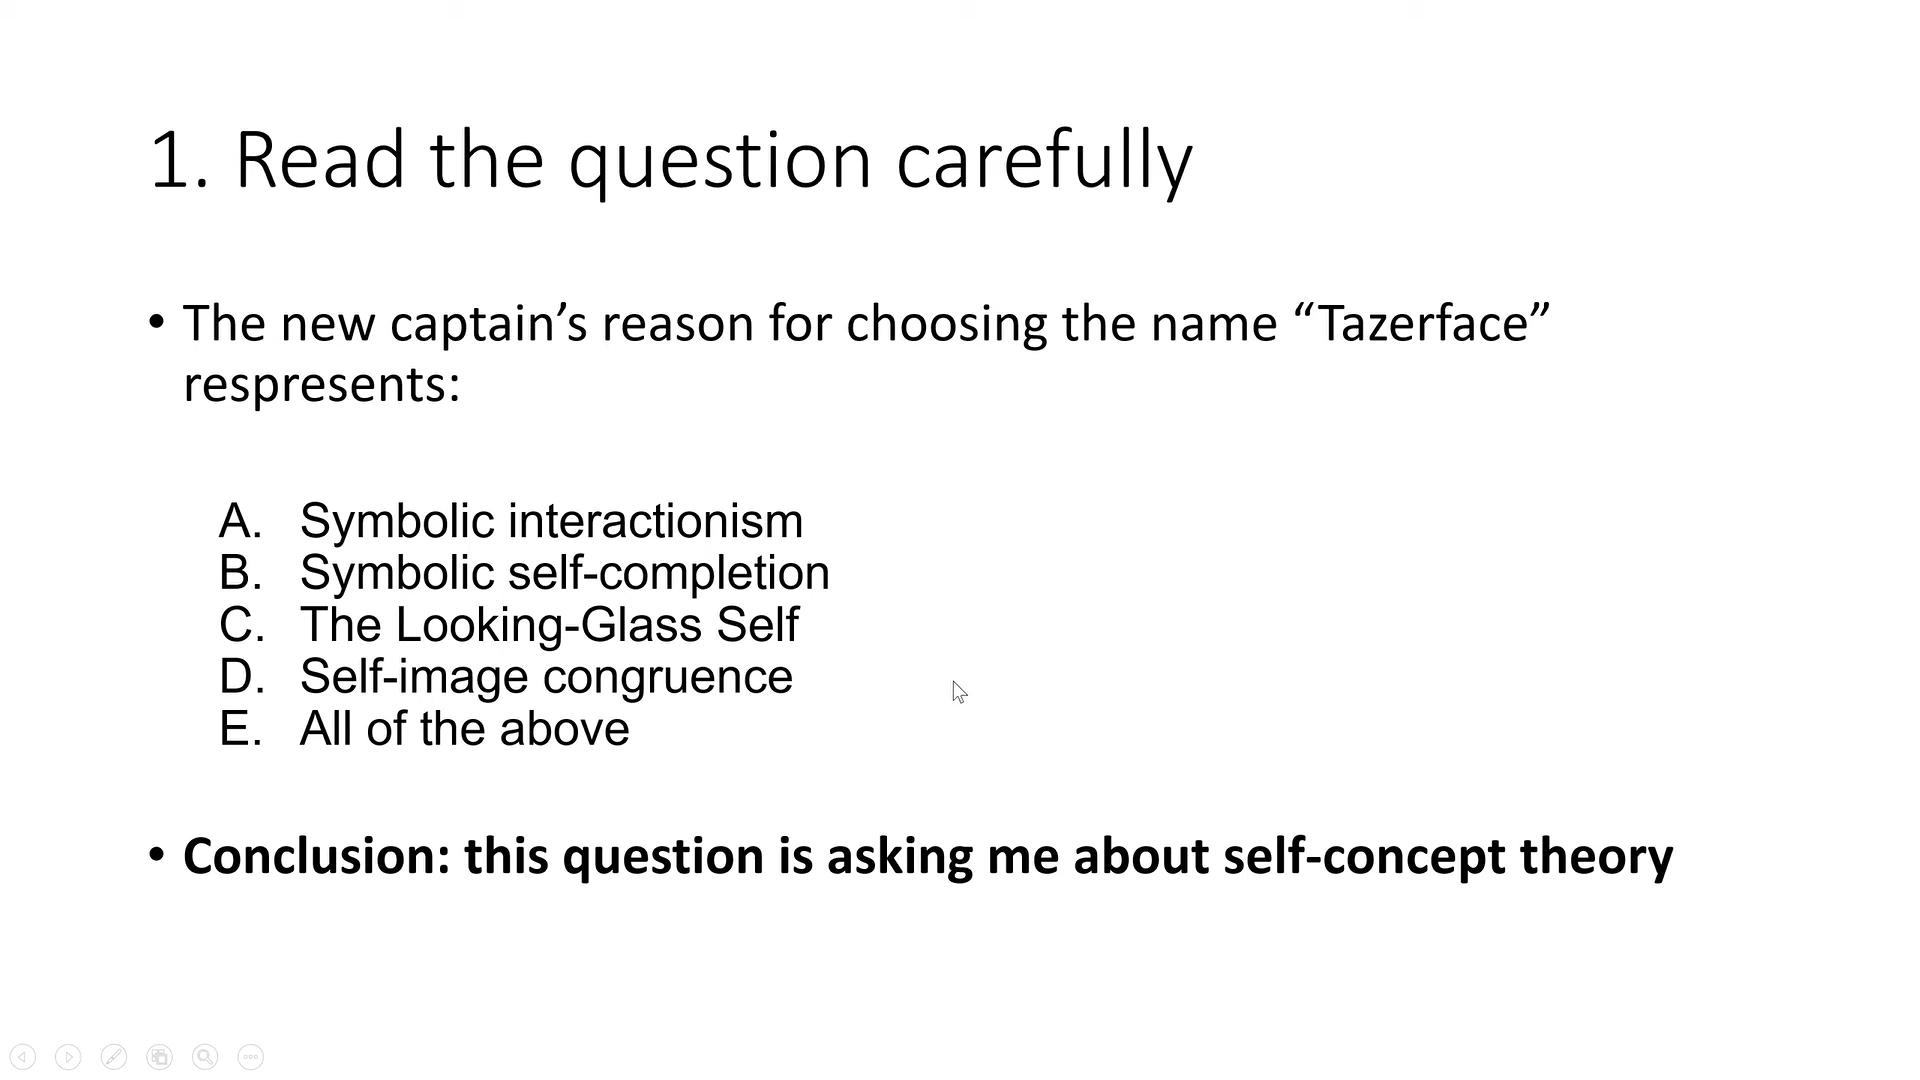 1. Read the question carefully
• The new captain’s reason for choosing the name “Tazerface”
respresents:
A. Symbolic interactionism
B. Symbolic self-completion
C. The Looking-Glass Self
D. Self-image congruence
E. All of the above
• Conclusion: this question is asking me about self-concept theory